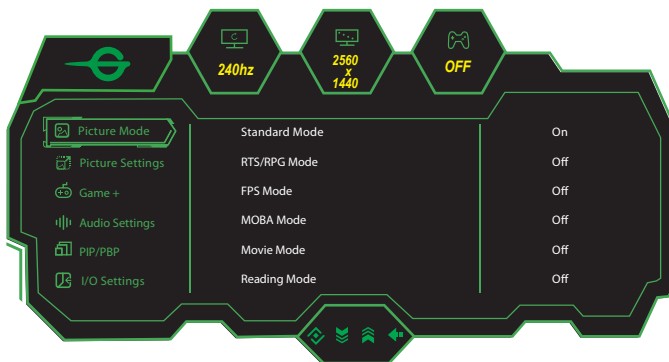 240hz
2560
x
1440
OFF
Picture Mode
Standard Mode On
Picture Settings
RTS/RPG Mode Off
Game +
FPS Mode Off
Audio Settings
MOBA Mode Off
PIP/PBP
Movie Mode Off
I/O Settings
Reading Mode Off